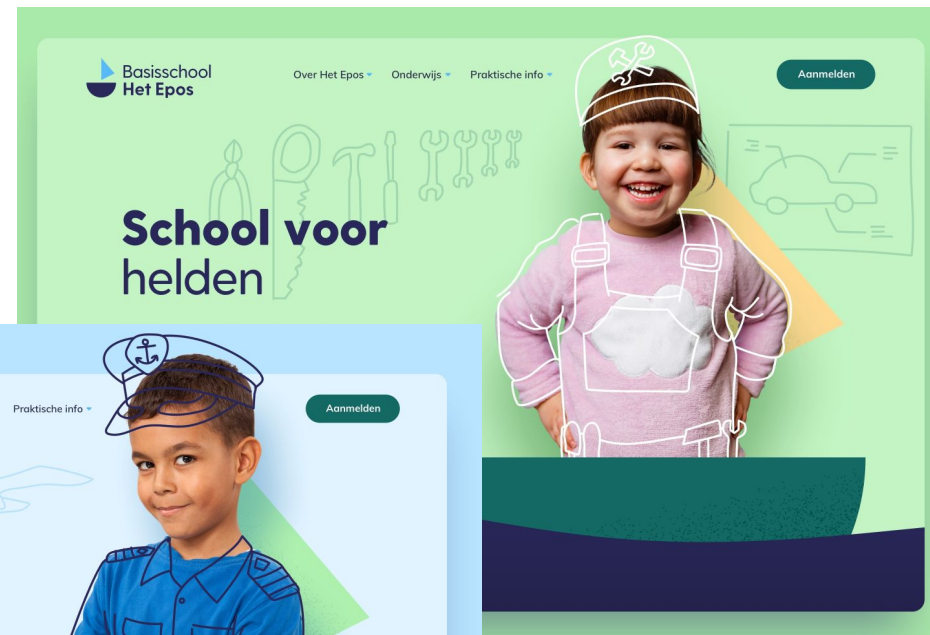 Basisschool
Het Epos
Over Het Epos
Onderwijs
Praktische info
Aanmelden
School voor
helden
Praktische info
Aanmelden